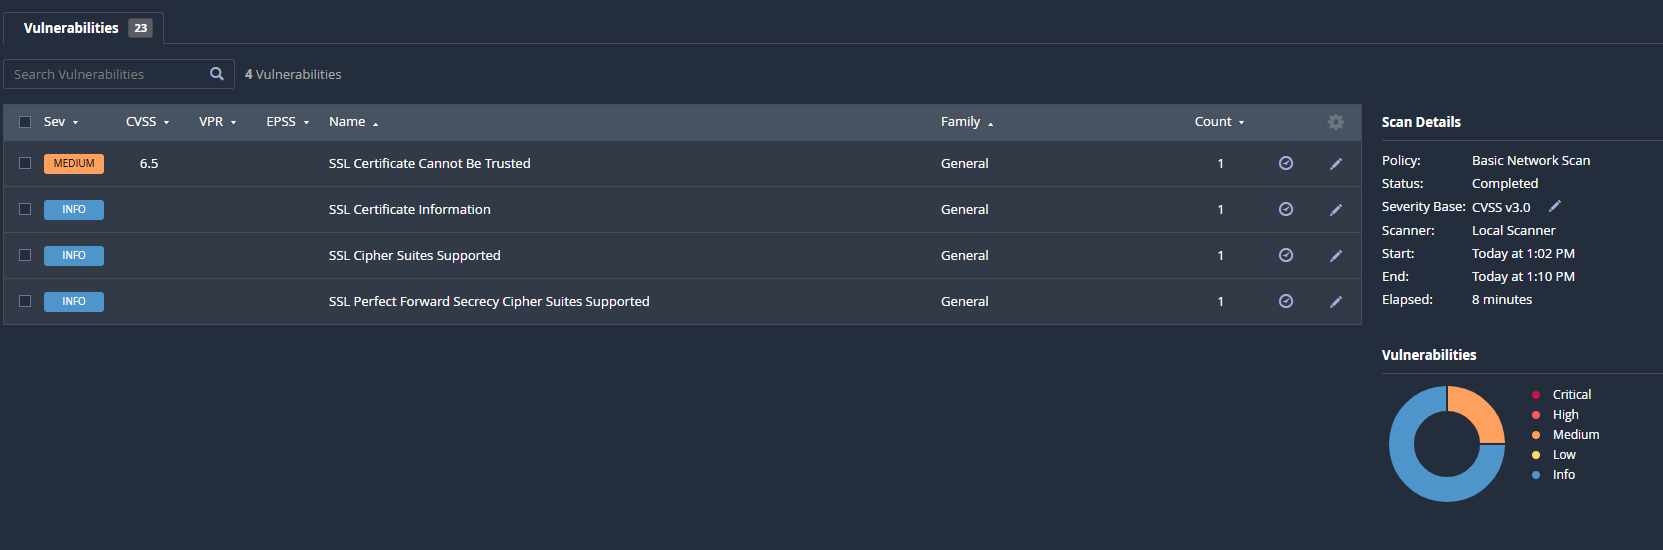 Vulnerabilities 23
Search Vulnerabilities 4 Vulnerabilities
Sev CVSS VPR EPSS Name Family Count
MEDIUM 6.5 SSL Certificate Cannot Be Trusted General 1
INFO SSL Certificate Information General 1
INFO SSL Cipher Suites Supported General 1
INFO SSL Perfect Forward Secrecy Cipher Suites Supported General 1
Scan Details
Policy: Basic Network Scan
Status: Completed
Severity Base: CVSS v3.0
Scanner: Local Scanner
Start: Today at 1:02 PM
End: Today at 1:10 PM
Elapsed: 8 minutes
Vulnerabilities
Critical
High
Medium
Low
Info